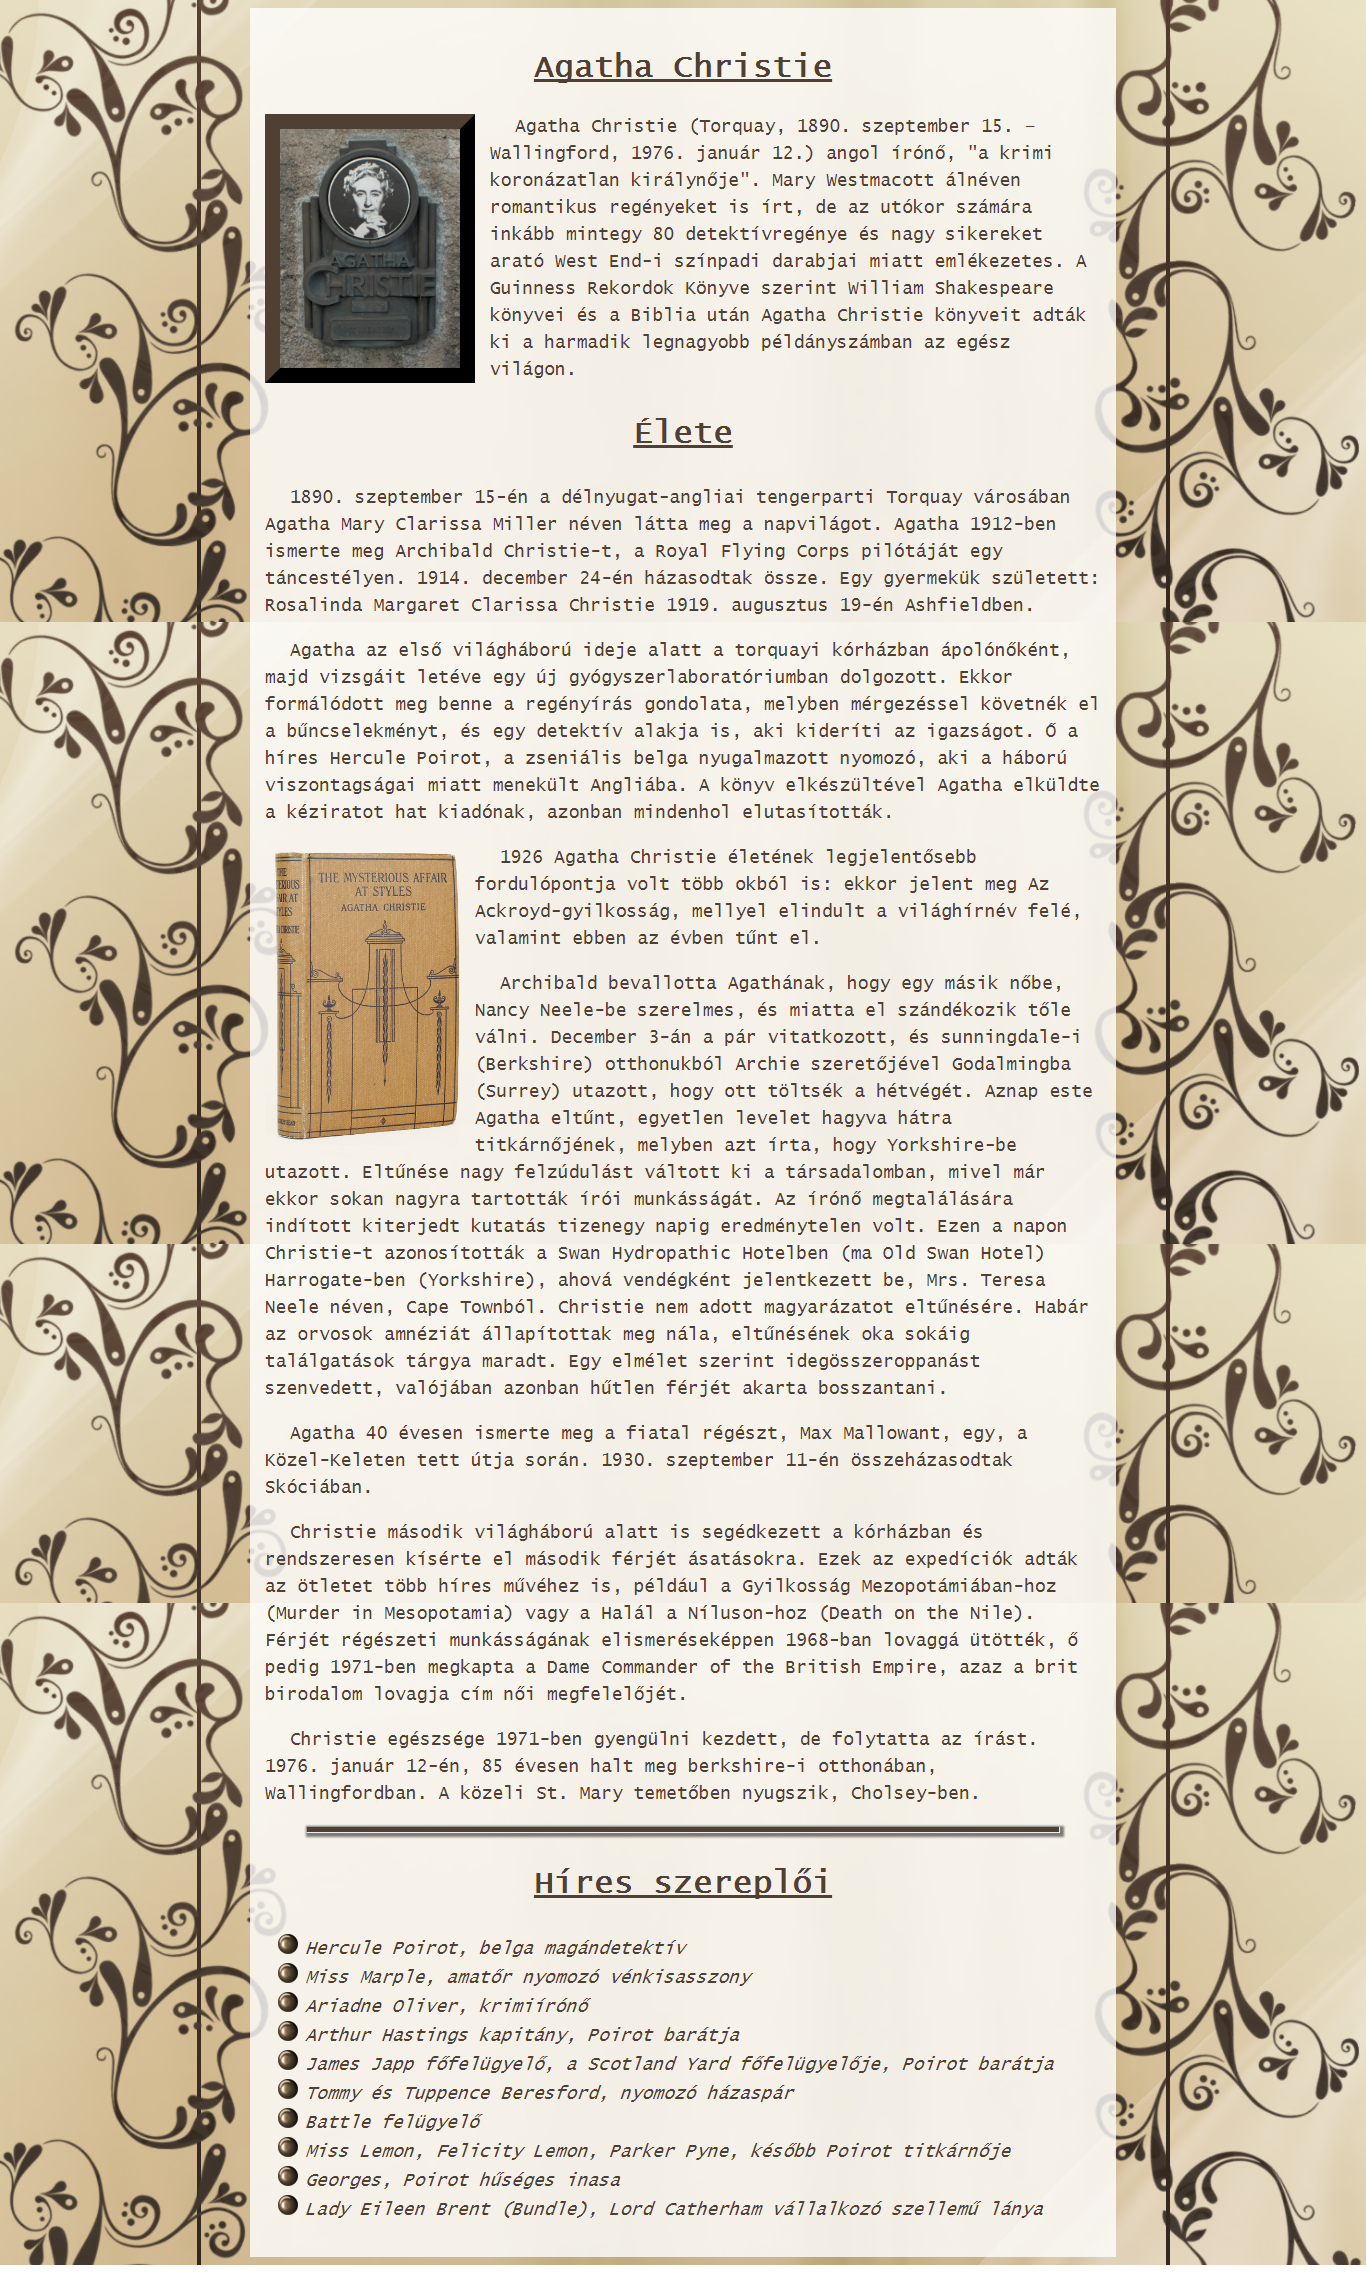 Agatha Christie
AGATHA
CHRISTIE
Agatha Christie (Torquay, 1890. szeptember 15. –
Wallingford, 1976. január 12.) angol írónő, "a krimi
koronázatlan királynője". Mary Westmacott álnéven
romantikus regényeket is írt, de az utókor számára
inkább mintegy 80 detektívregénye és nagy sikereket
arató West End-i színpadi darabjai miatt emlékezetes. A
Guinness Rekordok Könyve szerint William Shakespeare
könyvei és a Biblia után Agatha Christie könyveit adták
ki a harmadik legnagyobb példányszámban az egész
világon.
Élete
1890. szeptember 15-én a délnyugat-angliai tengerparti Torquay városában
Agatha Mary Clarissa Miller néven látta meg a napvilágot. Agatha 1912-ben
ismerte meg Archibald Christie-t, a Royal Flying Corps pilótáját egy
táncestélyen. 1914. december 24-én házasodtak össze. Egy gyermekük született:
Rosalinda Margaret Clarissa Christie 1919. augusztus 19-én Ashfieldben.
Agatha az első világháború ideje alatt a torquayi kórházban ápolónőként,
majd vizsgáit letéve egy új gyógyszerlaboratóriumban dolgozott. Ekkor
formálódott meg benne a regényírás gondolata, melyben mérgezéssel követnék el
a bűncselekményt, és egy detektív alakja is, aki kideríti az igazságot. Ő a
híres Hercule Poirot, a zseniális belga nyugalmazott nyomozó, aki a háború
viszontagságai miatt menekült Angliába. A könyv elkészültével Agatha elküldte
a kéziratot hat kiadónak, azonban mindenhol elutasították.
THE MYSTERIOUS AFFAIR
AT STYLES
AGATHA CHRISTIE
1926 Agatha Christie életének legjelentősebb
fordulópontja volt több okból is: ekkor jelent meg Az
Ackroyd-gyilkosság, mellyel elindult a világhírnév felé,
valamint ebben az évben tűnt el.
Archibald bevallotta Agathának, hogy egy másik nőbe,
Nancy Neele-be szerelmes, és miatta el szándékozik tőle
válni. December 3-án a pár vitatkozott, és sunningdale-i
(Berkshire) otthonukból Archie szeretőjével Godalmingba
(Surrey) utazott, hogy ott töltsék a hétvégét. Aznap este
Agatha eltűnt, egyetlen levelet hagyva hátra
titkárnőjének, melyben azt írta, hogy Yorkshire-be
utazott. Eltűnése nagy felzúdulást váltott ki a társadalomban, mivel már
ekkor sokan nagyra tartották írói munkásságát. Az írónő megtalálására
indított kiterjedt kutatás tizenegy napig eredménytelen volt. Ezen a napon
Christie-t azonosították a Swan Hydropathic Hotelben (ma Old Swan Hotel)
Harrogate-ben (Yorkshire), ahová vendégként jelentkezett be, Mrs. Teresa
Neele néven, Cape Townból. Christie nem adott magyarázatot eltűnésére. Habár
az orvosok amnéziát állapítottak meg nála, eltűnésének oka sokáig
találgatások tárgya maradt. Egy elmélet szerint idegösszeroppanást
szenvedett, valójában azonban hűtlen férjét akarta bosszantani.
Agatha 40 évesen ismerte meg a fiatal régészt, Max Mallowant, egy, a
Közel-Keleten tett útja során. 1930. szeptember 11-én összeházasodtak
Skóciában.
Christie második világháború alatt is segédkezett a kórházban és
rendszeresen kísérte el második férjét ásatásokra. Ezek az expedíciók adták
az ötletet több híres művéhez is, például a Gyilkosság Mezopotámiában-hoz
(Murder in Mesopotamia) vagy a Halál a Níluson-hoz (Death on the Nile).
Férjét régészeti munkásságának elismeréseképpen 1968-ban lovaggá ütötték, ő
pedig 1971-ben megkapta a Dame Commander of the British Empire, azaz a brit
birodalom lovagja cím női megfelelőjét.
Christie egészsége 1971-ben gyengülni kezdett, de folytatta az írást.
1976. január 12-én, 85 évesen halt meg berkshire-i otthonában,
Wallingfordban. A közeli St. Mary temetőben nyugszik, Cholsey-ben.
Híres szereplői
Hercule Poirot, belga magándetektív
Miss Marple, amatőr nyomozó vénkisasszony
Ariadne Oliver, krimiírónő
Arthur Hastings kapitány, Poirot barátja
James Japp főfelügyelő, a Scotland Yard főfelügyelője, Poirot barátja
Tommy és Tuppence Beresford, nyomozó házaspár
Battle felügyelő
Miss Lemon, Felicity Lemon, Parker Pyne, később Poirot titkárnője
Georges, Poirot hűséges inasa
Lady Eileen Brent (Bundle), Lord Catherham vállalkozó szellemű lánya